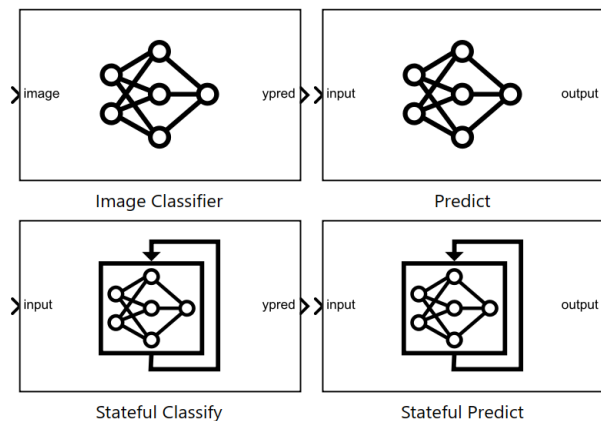 image
ypred
input
output
Image Classifier
Predict
input
ypred
input
output
Stateful Classify
Stateful Predict